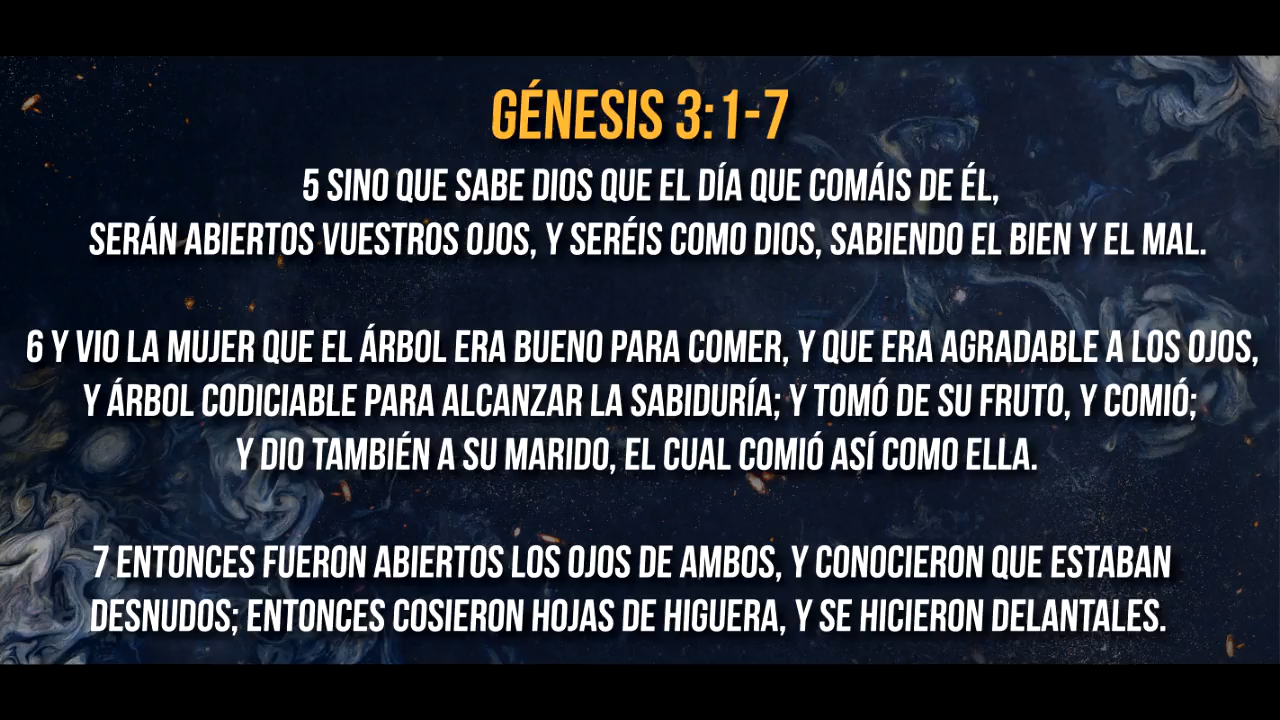 GÉNESIS 3:1-7
5 SINO QUE SABE DIOS QUE EL DÍA QUE COMÁIS DE ÉL,
SERÁN ABIERTOS VUESTROS OJOS, Y SERÉIS COMO DIOS, SABIENDO EL BIEN Y EL MAL.
6 Y VIO LA MUJER QUE EL ÁRBOL ERA BUENO PARA COMER, Y QUE ERA AGRADABLE A LOS OJOS,
Y ÁRBOL CODICIABLE PARA ALCANZAR LA SABIDURÍA; Y TOMÓ DE SU FRUTO, Y COMIÓ;
Y DIO TAMBIÉN A SU MARIDO, EL CUAL COMIÓ ASÍ COMO ELLA.
7 ENTONCES FUERON ABIERTOS LOS OJOS DE AMBOS, Y CONOCIERON QUE ESTABAN
DESNUDOS; ENTONCES COSIERON HOJAS DE HIGUERA, Y SE HICIERON DELANTALES.